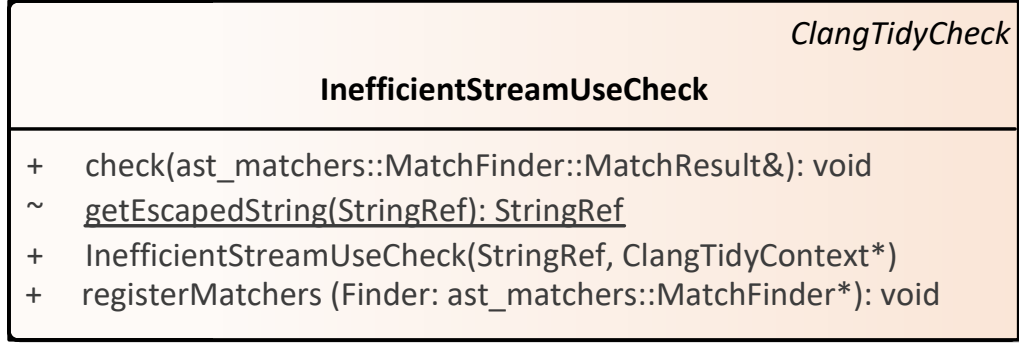 ClangTidyCheck
InefficientStreamUseCheck
+ check(ast_matchers::MatchFinder::MatchResult&): void
~ getEscapedString(StringRef): StringRef
+ InefficientStreamUseCheck(StringRef, ClangTidyContext*)
+ registerMatchers (Finder: ast_matchers::MatchFinder*): void